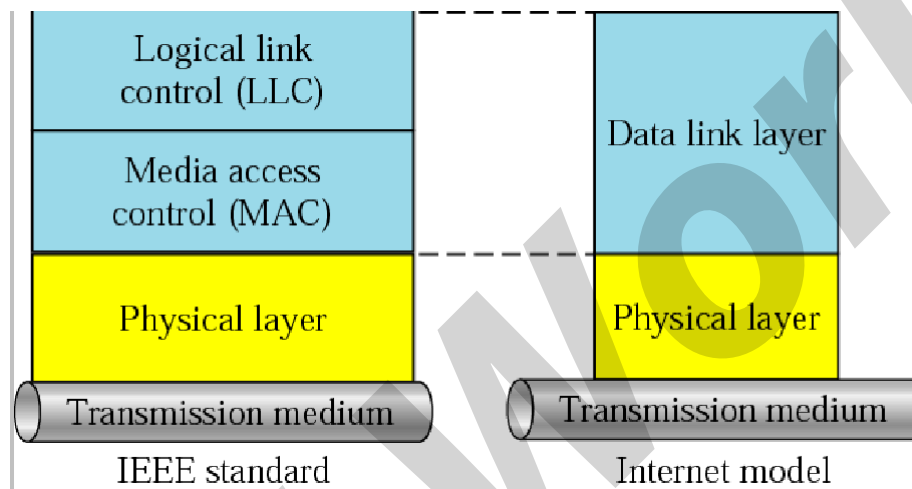 Logical link
control (LLC)
Media access
control (MAC)
Physical layer
Transmission medium
IEEE standard
Data link layer
Physical layer
Transmission medium
Internet model